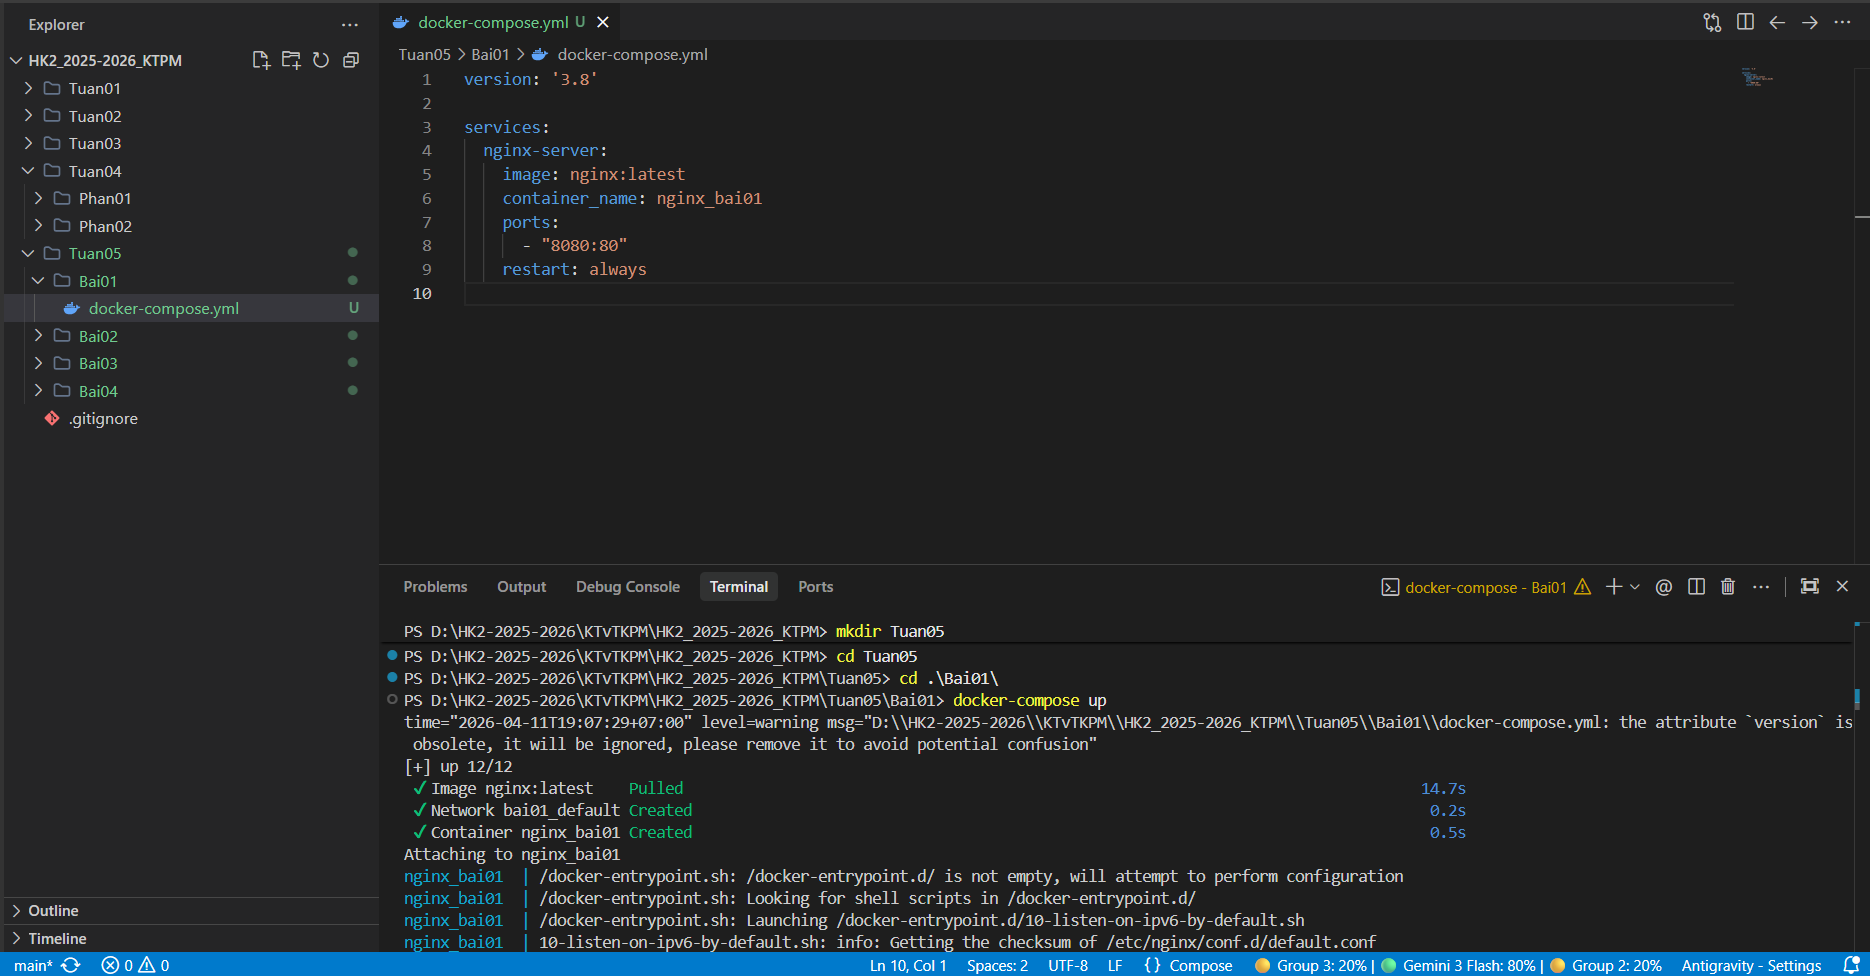 Explorer
HK2_2025-2026_KTPM
Tuan01
Tuan02
Tuan03
Tuan04
Phan01
Phan02
Tuan05
Bai01
docker-compose.yml U
Bai02
Bai03
Bai04
.gitignore
Outline
Timeline
docker-compose.yml U
Tuan05 > Bai01 > docker-compose.yml
1 version: '3.8'
2
3 services:
4 nginx-server:
5 image: nginx:latest
6 container_name: nginx_bai01
7 ports:
8 - "8080:80"
9 restart: always
10
Problems Output Debug Console Terminal Ports
docker-compose - Bai01
PS D:\HK2-2025-2026\KTvTKPM\HK2_2025-2026_KTPM> mkdir Tuan05
PS D:\HK2-2025-2026\KTvTKPM\HK2_2025-2026_KTPM> cd Tuan05
PS D:\HK2-2025-2026\KTvTKPM\HK2_2025-2026_KTPM\Tuan05> cd .\Bai01\
PS D:\HK2-2025-2026\KTvTKPM\HK2_2025-2026_KTPM\Tuan05\Bai01> docker-compose up
time="2026-04-11T19:07:29+07:00" level=warning msg="D:\\HK2-2025-2026\\KTvTKPM\\HK2_2025-2026_KTPM\\Tuan05\\Bai01\\docker-compose.yml: the attribute `version` is
obsolete, it will be ignored, please remove it to avoid potential confusion"
[+] up 12/12
✓ Image nginx:latest Pulled 14.7s
✓ Network bai01_default Created 0.2s
✓ Container nginx_bai01 Created 0.5s
Attaching to nginx_bai01
nginx_bai01 | /docker-entrypoint.sh: /docker-entrypoint.d/ is not empty, will attempt to perform configuration
nginx_bai01 | /docker-entrypoint.sh: Looking for shell scripts in /docker-entrypoint.d/
nginx_bai01 | /docker-entrypoint.sh: Launching /docker-entrypoint.d/10-listen-on-ipv6-by-default.sh
nginx_bai01 | 10-listen-on-ipv6-by-default.sh: info: Getting the checksum of /etc/nginx/conf.d/default.conf
main* 0 0 Ln 10, Col 1 Spaces: 2 UTF-8 LF {} Compose Group 3: 20% | Gemini 3 Flash: 80% | Group 2: 20% Antigravity - Settings